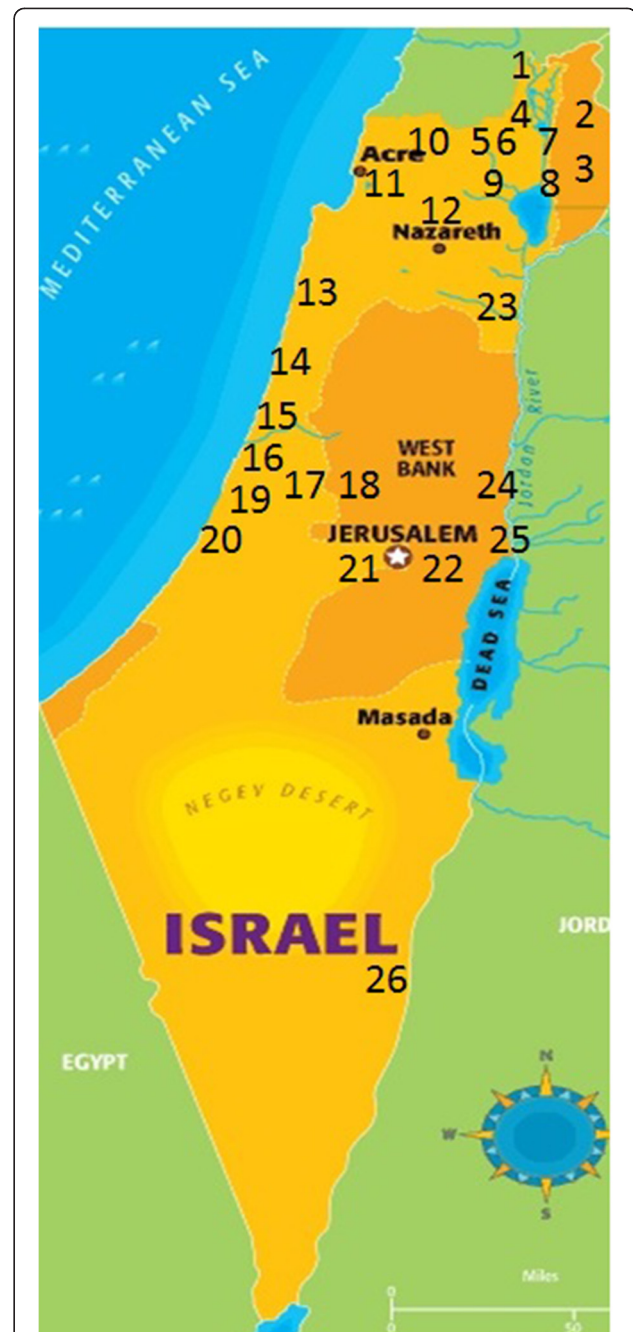 MEDITERRANEAN SEA
1
2
4
10
5
6
7
Acre
3
11
9
8
12
Nazareth
13
23
14
Jordan River
15
WEST
BANK
16
17
18
24
19
20
JERUSALEM
25
21
22
DEAD SEA
Masada
NEGEV DESERT
ISRAEL
JORD
26
EGYPT
N
W
S
Miles
0
50